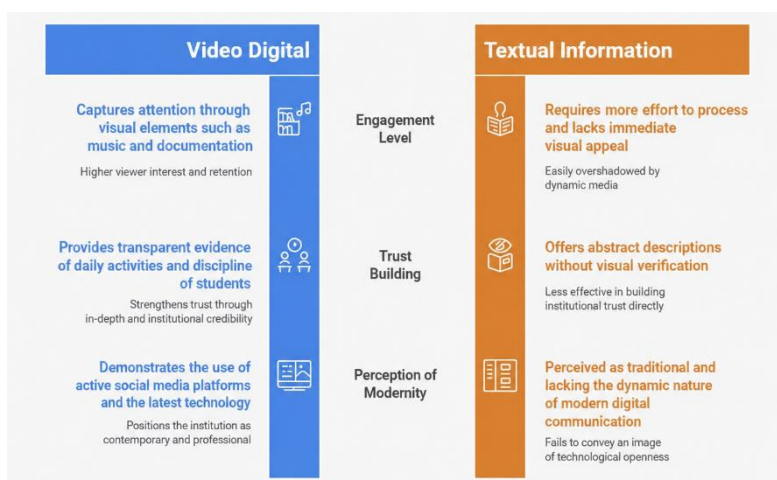 Video Digital
Textual Information
Captures attention through
visual elements such as
music and documentation
Higher viewer interest and retention
Engagement
Level
Requires more effort to process
and lacks immediate
visual appeal
Easily overshadowed by
dynamic media
Provides transparent evidence
of daily activities and discipline
of students
Strengthens trust through
in-depth and institutional credibility
Trust
Building
Offers abstract descriptions
without visual verification
Less effective in building
institutional trust directly
Demonstrates the use of
active social media platforms
and the latest technology
Positions the institution as
contemporary and professional
Perception of
Modernity
Perceived as traditional and
lacking the dynamic nature
of modern digital
communication
Fails to convey an image
of technological openness